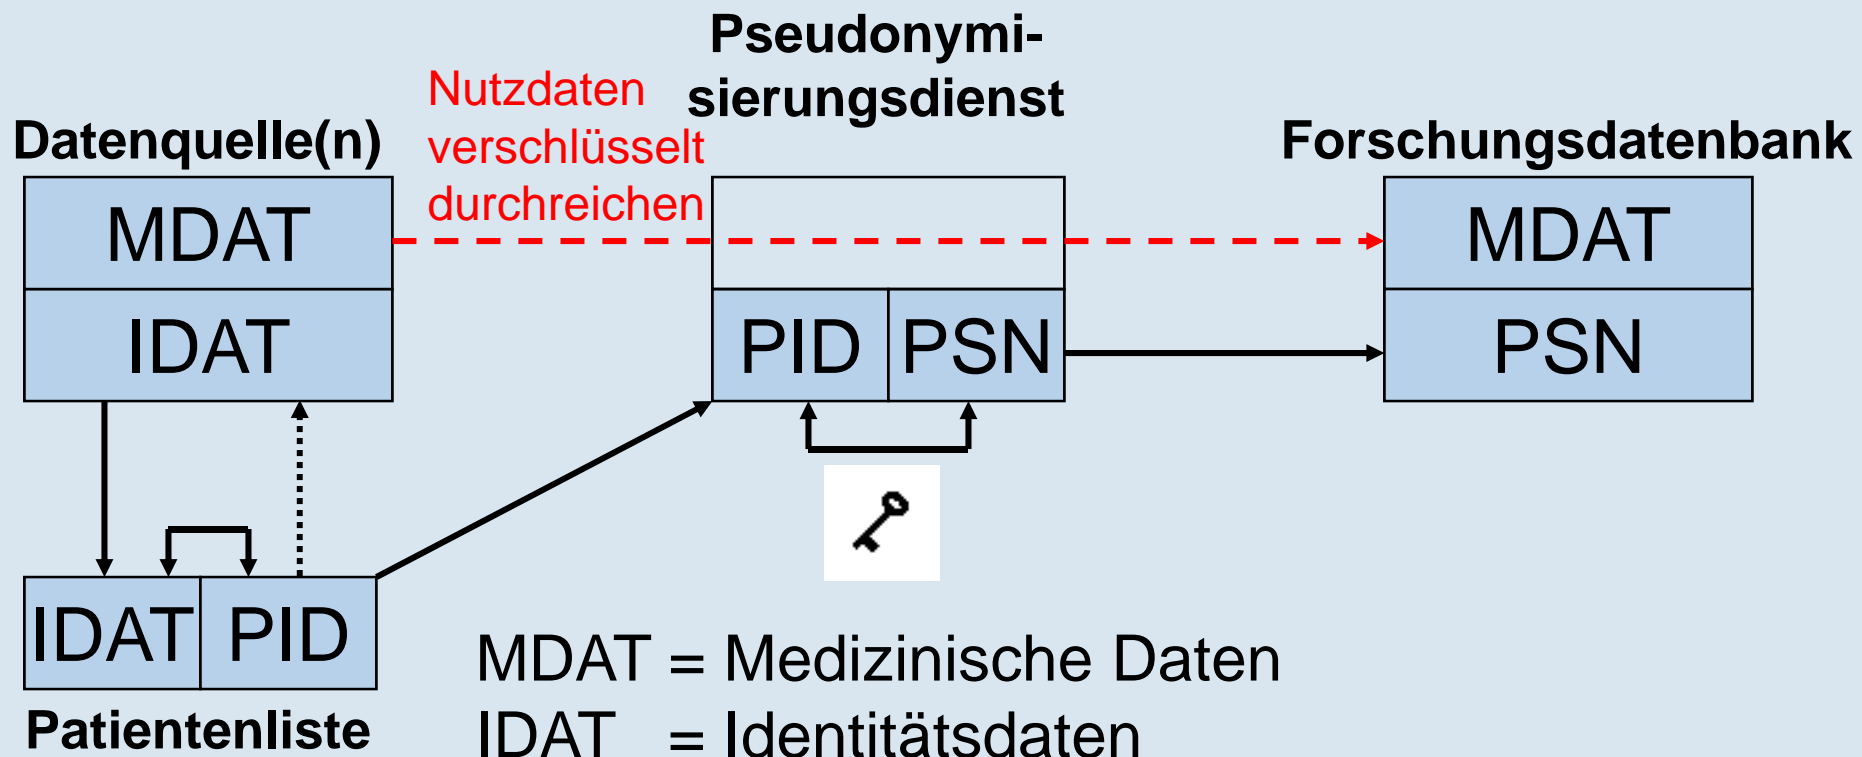 Pseudonymi-
sierungsdienst
Nutzdaten
verschlüsselt
durchreichen
Datenquelle(n)
Forschungsdatenbank
MDAT
MDAT
IDAT
PID PSN
PSN
IDAT PID
Patientenliste
MDAT = Medizinische Daten
IDAT = Identitätsdaten